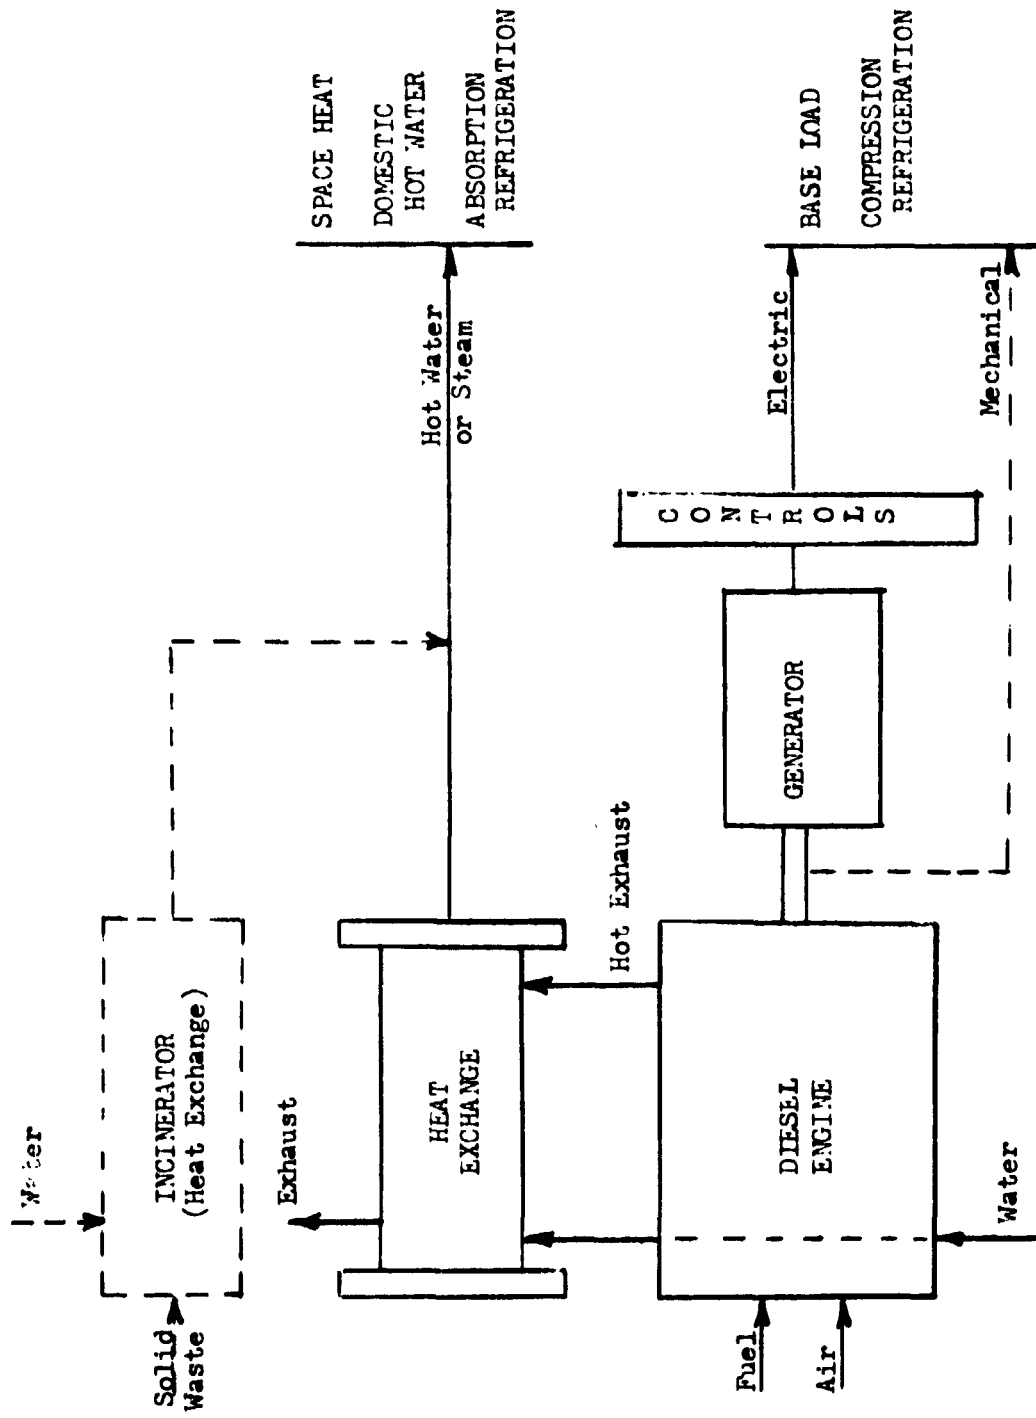 Water
Solid
Waste
INCINERATOR
(Heat Exchange)
Exhaust
HEAT
EXCHANGE
Hot Water
or Steam
SPACE HEAT
DOMESTIC
HOT WATER
ABSORPTION
REFRIGERATION
Hot Exhaust
Fuel
Air
DIESEL
ENGINE
Water
GENERATOR
CONTROLS
Electric
Mechanical
BASE LOAD
COMPRESSION
REFRIGERATION